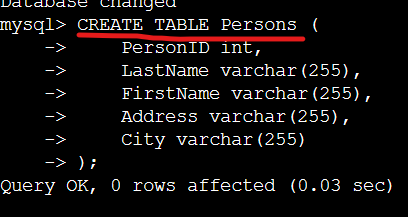 Database changed
mysql> CREATE TABLE Persons (
    ->     PersonID int,
    ->     LastName varchar(255),
    ->     FirstName varchar(255),
    ->     Address varchar(255),
    ->     City varchar(255)
    -> );
Query OK, 0 rows affected (0.03 sec)